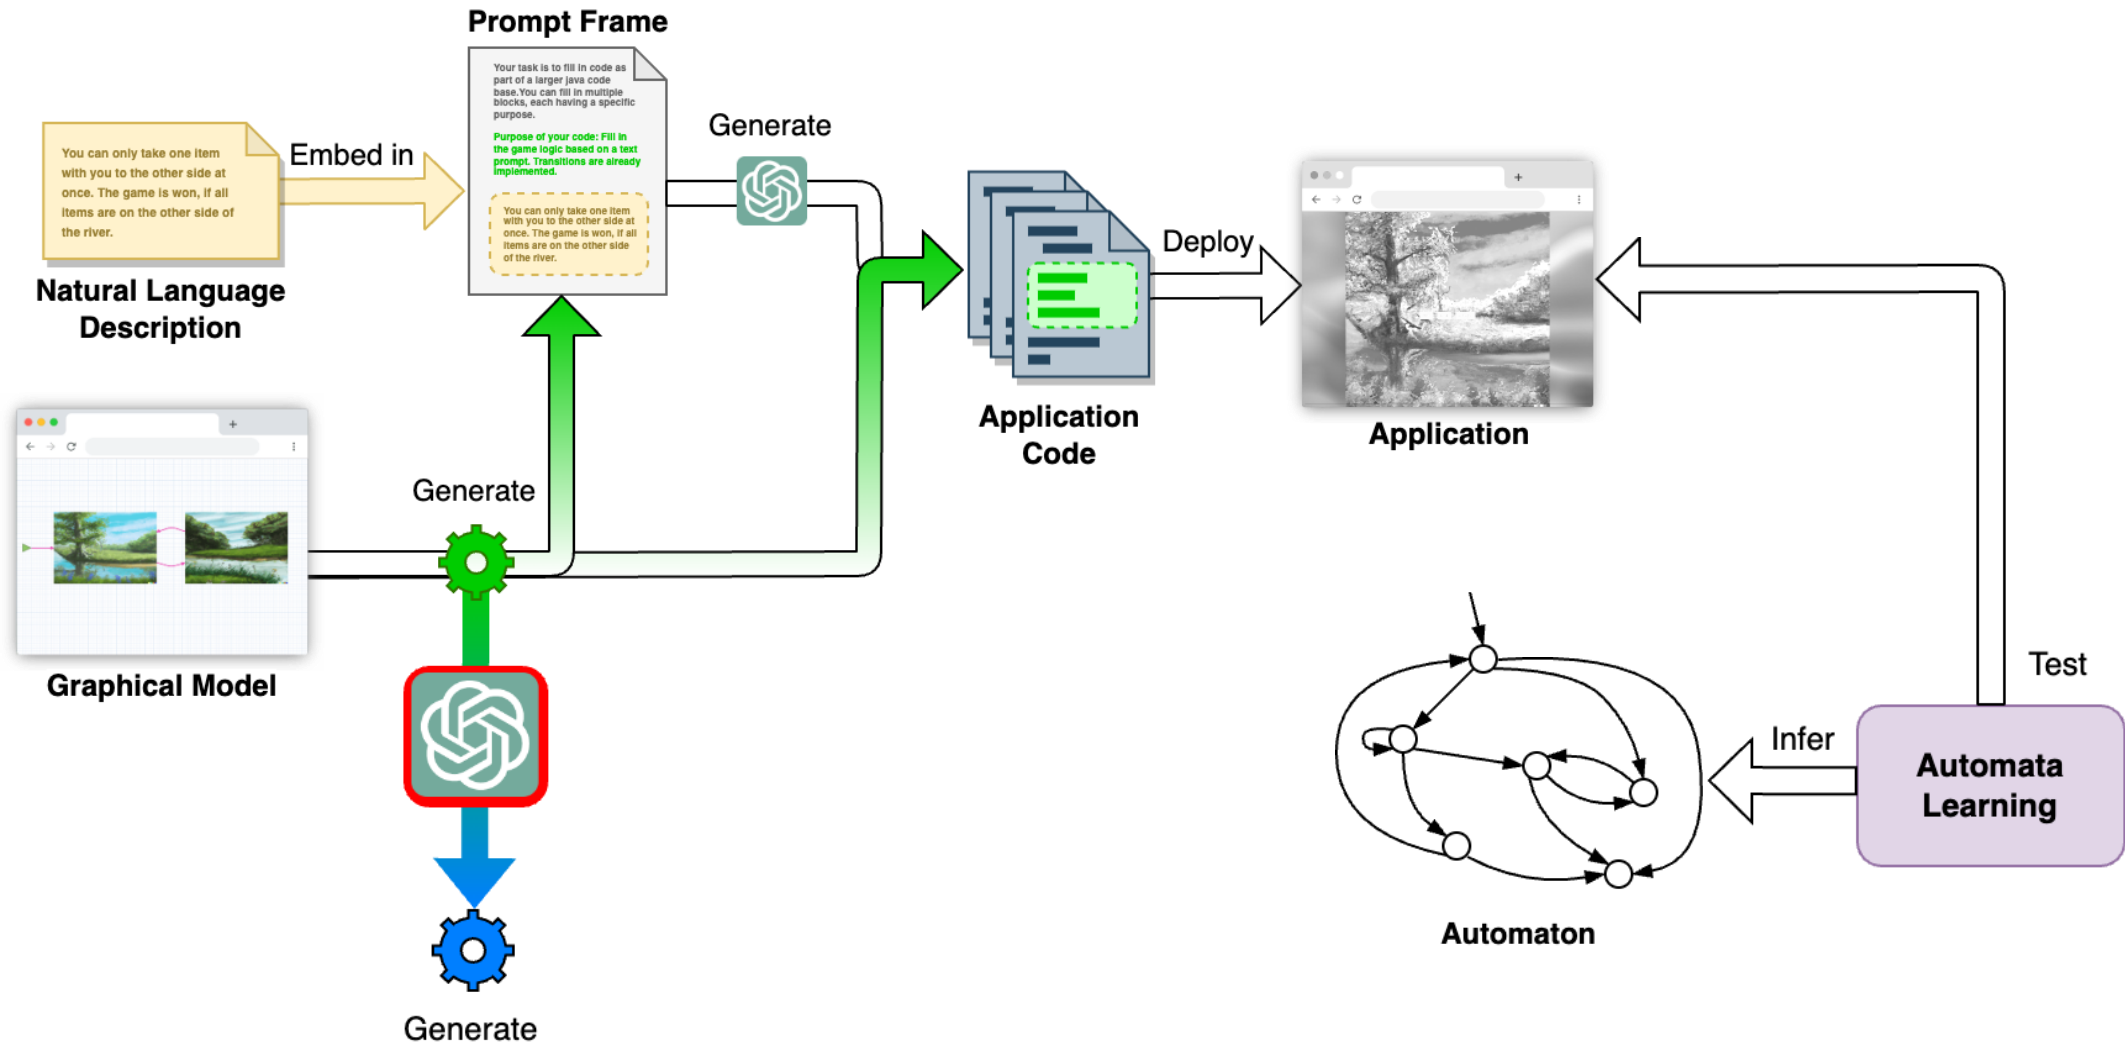 Prompt Frame
Your task is to fill in code as
part of a larger java code
base.You can fill in multiple
blocks, each having a specific
purpose.
Purpose of your code: Fill in
the game logic based on a text
prompt. Transitions are already
implemented.
You can only take one item
with you to the other side at
once. The game is won, if all
items are on the other side
of the river.
You can only take one item
with you to the other side at
once. The game is won, if all
items are on the other side of
the river.
Natural Language
Description
Embed in
Generate
Application
Code
Deploy
Application
Generate
Graphical Model
Generate
Test
Infer
Automata
Learning
Automaton